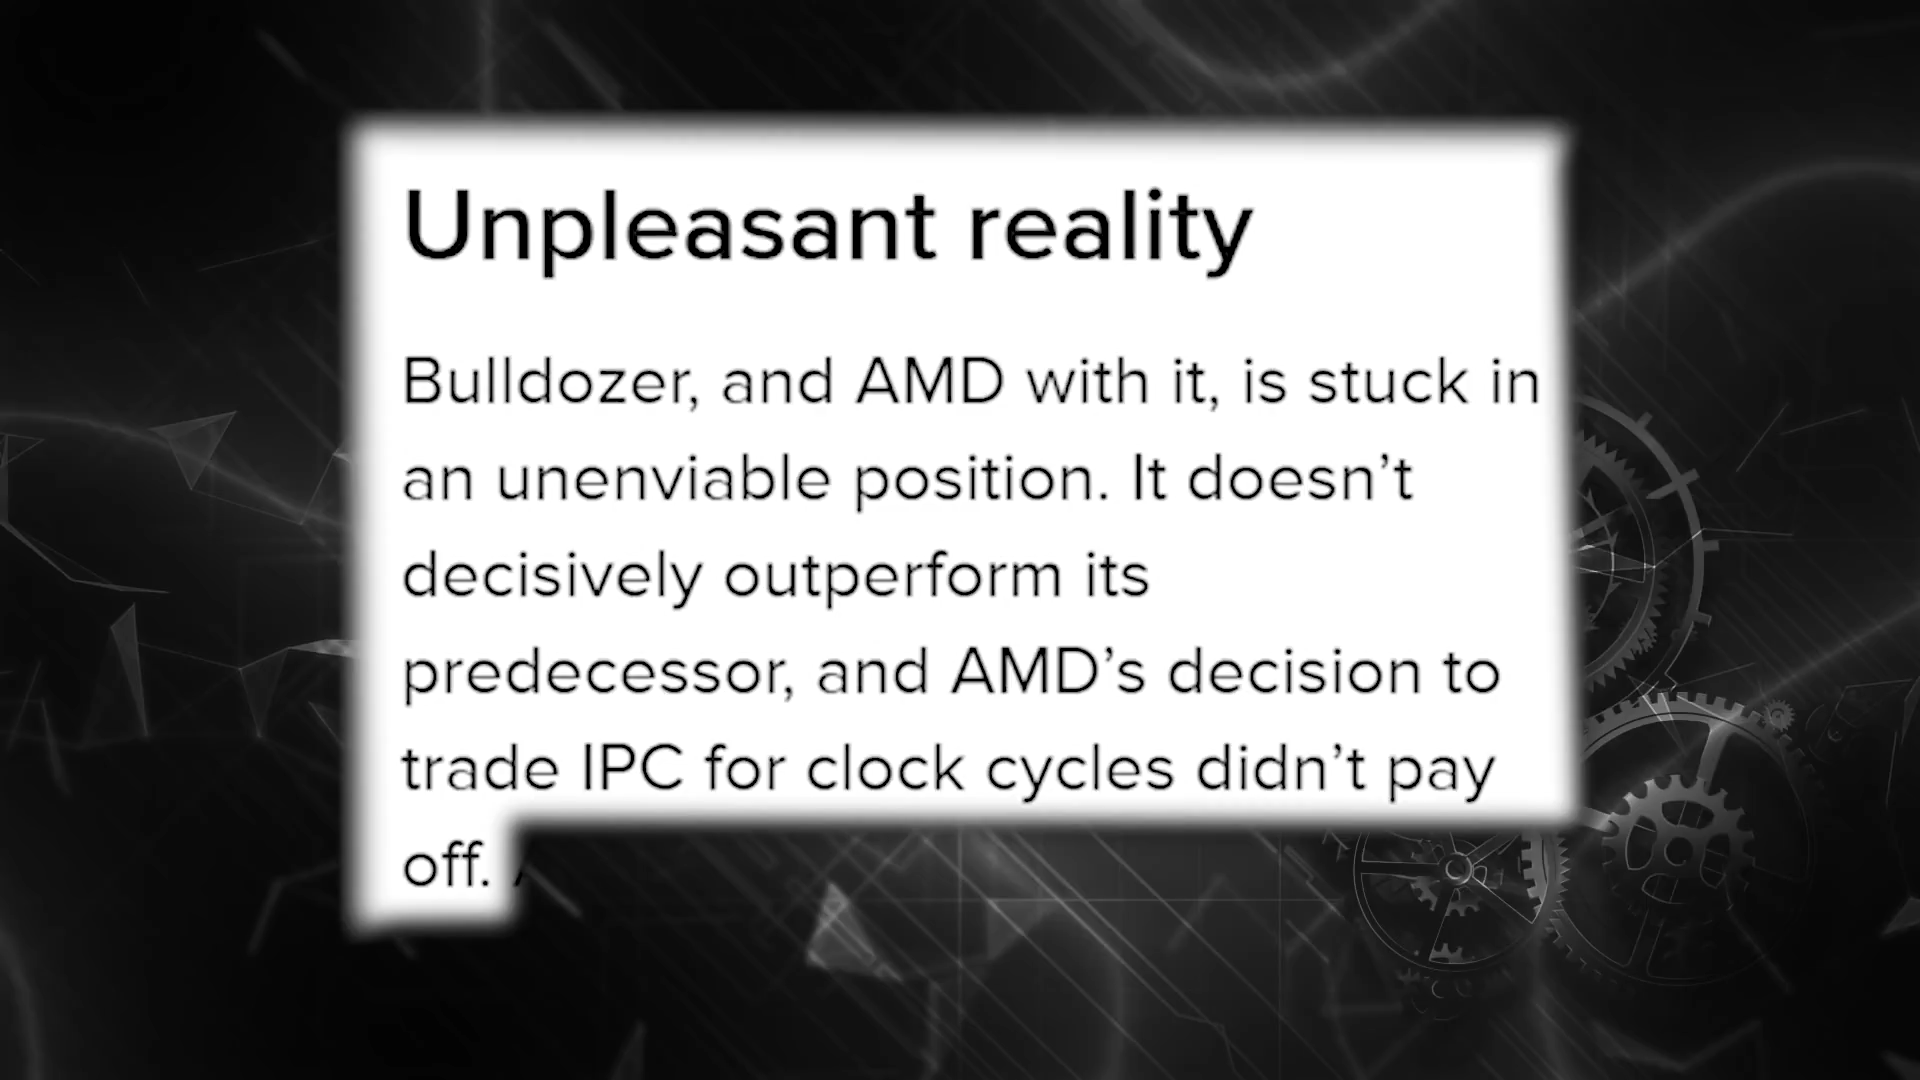 Unpleasant reality
Bulldozer, and AMD with it, is stuck in
an unenviable position. It doesn’t
decisively outperform its
predecessor, and AMD’s decision to
trade IPC for clock cycles didn’t pay
off.